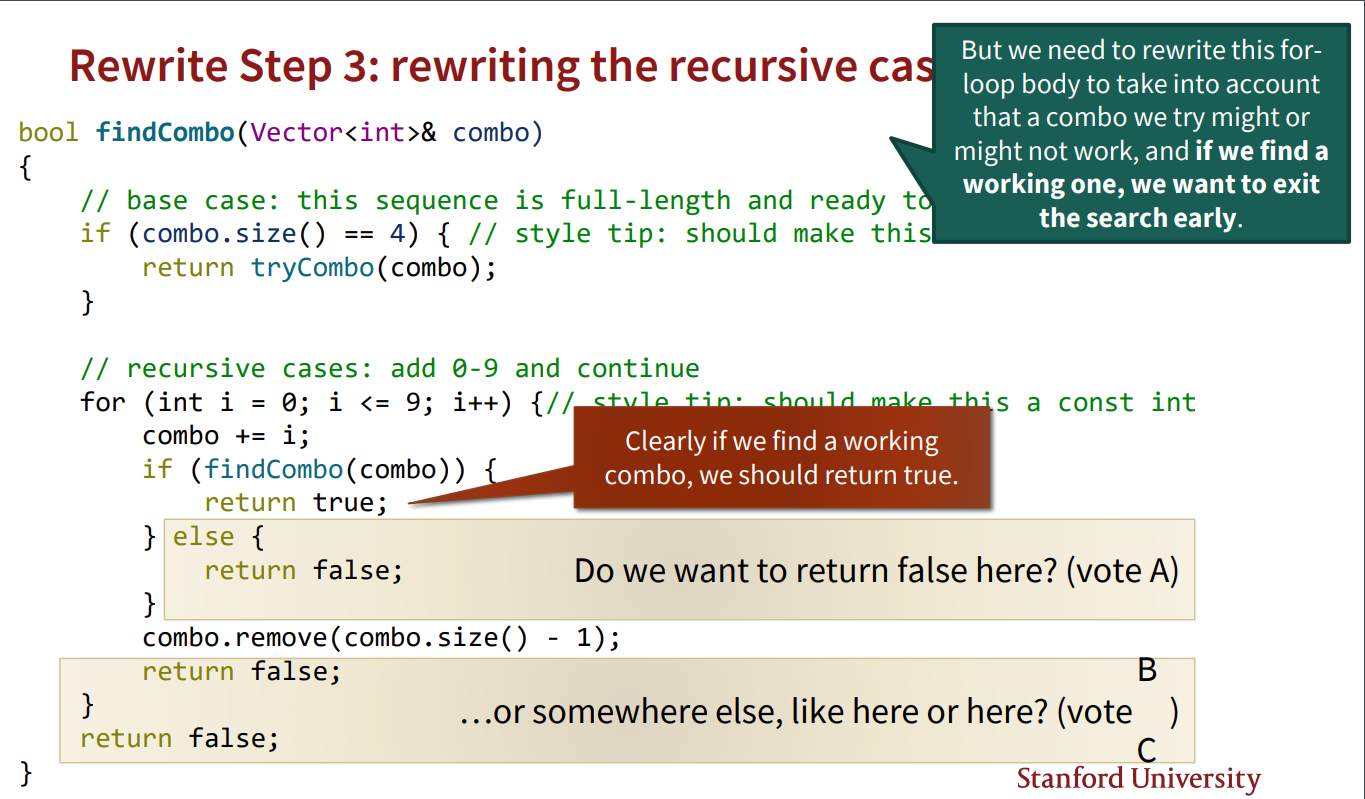 Rewrite Step 3: rewriting the recursive cas
But we need to rewrite this for-
loop body to take into account
that a combo we try might or
might not work, and if we find a
working one, we want to exit
the search early.
bool findCombo(Vector<int>& combo)
{
// base case: this sequence is full-length and ready to
if (combo.size() == 4) { // style tip: should make this
return tryCombo(combo);
}
// recursive cases: add 0-9 and continue
for (int i = 0; i <= 9; i++) {// style tip: should make this a const int
combo += i;
Clearly if we find a working
combo, we should return true.
if (findCombo(combo)) {
return true;
} else {
return false;
Do we want to return false here? (vote A)
}
combo.remove(combo.size() - 1);
return false;
B
}
…or somewhere else, like here or here? (vote )
return false;
C
}
Stanford University